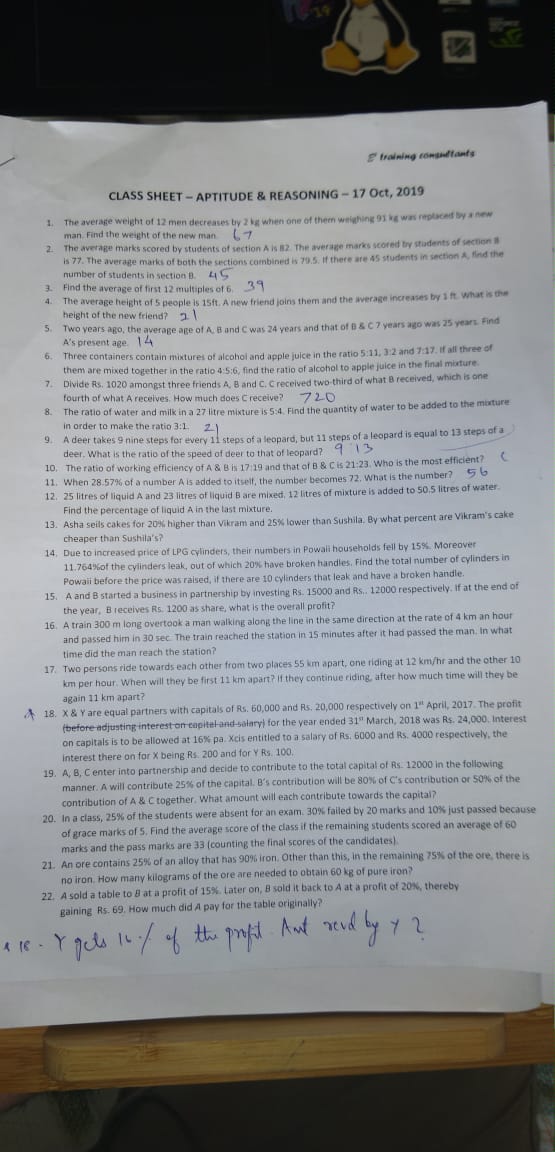 training consultants
CLASS SHEET – APTITUDE & REASONING – 17 Oct, 2019
1. The average weight of 12 men decreases by 2 kg when one of them weighing 91 kg was replaced by a new
man. Find the weight of the new man. 67
2. The average marks scored by students of section A is 82. The average marks scored by students of section B
is 77. The average marks of both the sections combined is 79.5. If there are 45 students in section A, find the
number of students in section B. 45
3. Find the average of first 12 multiples of 6. 39
4. The average height of 5 people is 15ft. A new friend joins them and the average increases by 1 ft. What is the
height of the new friend? 21
5. Two years ago, the average age of A, B and C was 24 years and that of B & C 7 years ago was 25 years. Find
A's present age. 14
6. Three containers contain mixtures of alcohol and apple juice in the ratio 5:11, 3:2 and 7:17. If all three of
them are mixed together in the ratio 4:5:6, find the ratio of alcohol to apple juice in the final mixture.
7. Divide Rs. 1020 amongst three friends A, B and C. C received two-third of what B received, which is one
fourth of what A receives. How much does C receive? 720
8. The ratio of water and milk in a 27 litre mixture is 5:4. Find the quantity of water to be added to the mixture
in order to make the ratio 3:1. 21
9. A deer takes 9 nine steps for every 11 steps of a leopard, but 11 steps of a leopard is equal to 13 steps of a
deer. What is the ratio of the speed of deer to that of leopard? 9 13
10. The ratio of working efficiency of A & B is 17:19 and that of B & C is 21:23. Who is the most efficient? C
11. When 28.57% of a number A is added to itself, the number becomes 72. What is the number? 56
12. 25 litres of liquid A and 23 litres of liquid B are mixed. 12 litres of mixture is added to 50.5 litres of water.
Find the percentage of liquid A in the last mixture.
13. Asha sells cakes for 20% higher than Vikram and 25% lower than Sushila. By what percent are Vikram's cake
cheaper than Sushila's?
14. Due to increased price of LPG cylinders, their numbers in Powaii households fell by 15%. Moreover
11.764%of the cylinders leak, out of which 20% have broken handles. Find the total number of cylinders in
Powaii before the price was raised, if there are 10 cylinders that leak and have a broken handle.
15. A and B started a business in partnership by investing Rs. 15000 and Rs.. 12000 respectively. If at the end of
the year, B receives Rs. 1200 as share, what is the overall profit?
16. A train 300 m long overtook a man walking along the line in the same direction at the rate of 4 km an hour
and passed him in 30 sec. The train reached the station in 15 minutes after it had passed the man. In what
time did the man reach the station?
17. Two persons ride towards each other from two places 55 km apart, one riding at 12 km/hr and the other 10
km per hour. When will they be first 11 km apart? If they continue riding, after how much time will they be
again 11 km apart?
18. X & Y are equal partners with capitals of Rs. 60,000 and Rs. 20,000 respectively on 1st April, 2017. The profit
(before adjusting interest on capital and salary) for the year ended 31st March, 2018 was Rs. 24,000. Interest
on capitals is to be allowed at 16% pa. Xcis entitled to a salary of Rs. 6000 and Rs. 4000 respectively, the
interest there on for X being Rs. 200 and for Y Rs. 100.
19. A, B, C enter into partnership and decide to contribute to the total capital of Rs. 12000 in the following
manner. A will contribute 25% of the capital. B's contribution will be 80% of C's contribution or 50% of the
contribution of A & C together. What amount will each contribute towards the capital?
20. In a class, 25% of the students were absent for an exam. 30% failed by 20 marks and 10% just passed because
of grace marks of 5. Find the average score of the class if the remaining students scored an average of 60
marks and the pass marks are 33 (counting the final scores of the candidates).
21. An ore contains 25% of an alloy that has 90% iron. Other than this, in the remaining 75% of the ore, there is
no iron. How many kilograms of the ore are needed to obtain 60 kg of pure iron?
22. A sold a table to B at a profit of 15%. Later on, B sold it back to A at a profit of 20%, thereby
gaining Rs. 69. How much did A pay for the table originally?
18 - Y gets 16% of the profit. Amt recvd by Y ?